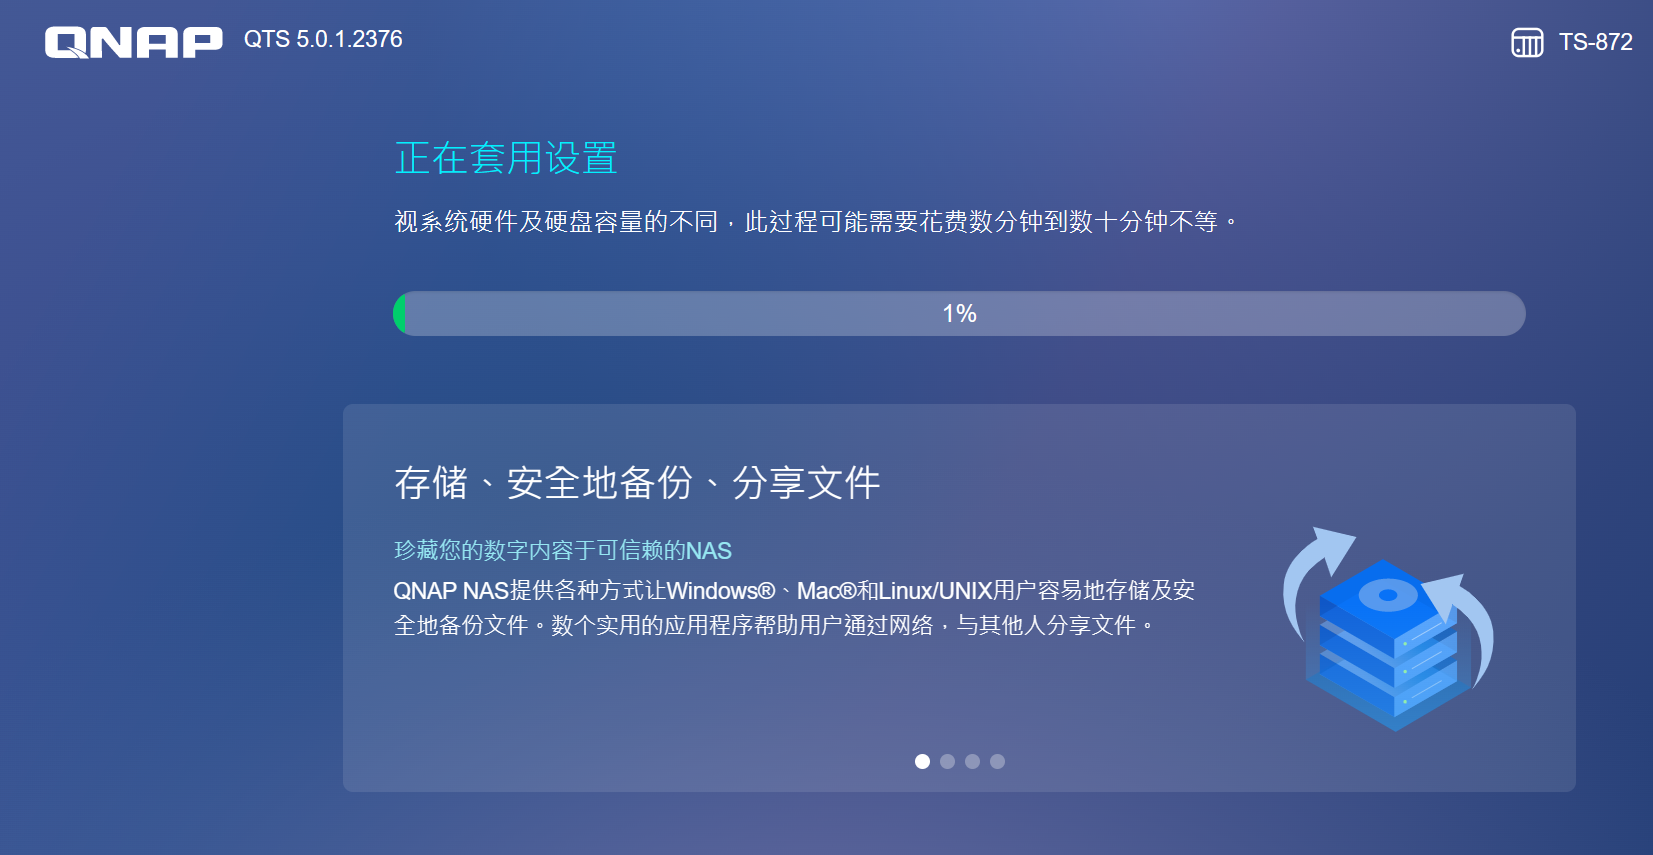 QNAP QTS 5.0.1.2376
TS-872
正在套用设置
视系统硬件及硬盘容量的不同，此过程可能需要花费数分钟到数十分钟不等。
1%
存储、安全地备份、分享文件
珍藏您的数字内容于可信赖的NAS
QNAP NAS提供各种方式让Windows®、Mac®和Linux/UNIX用户容易地存储及安
全地备份文件。数个实用的应用程序帮助用户通过网络，与其他人分享文件。